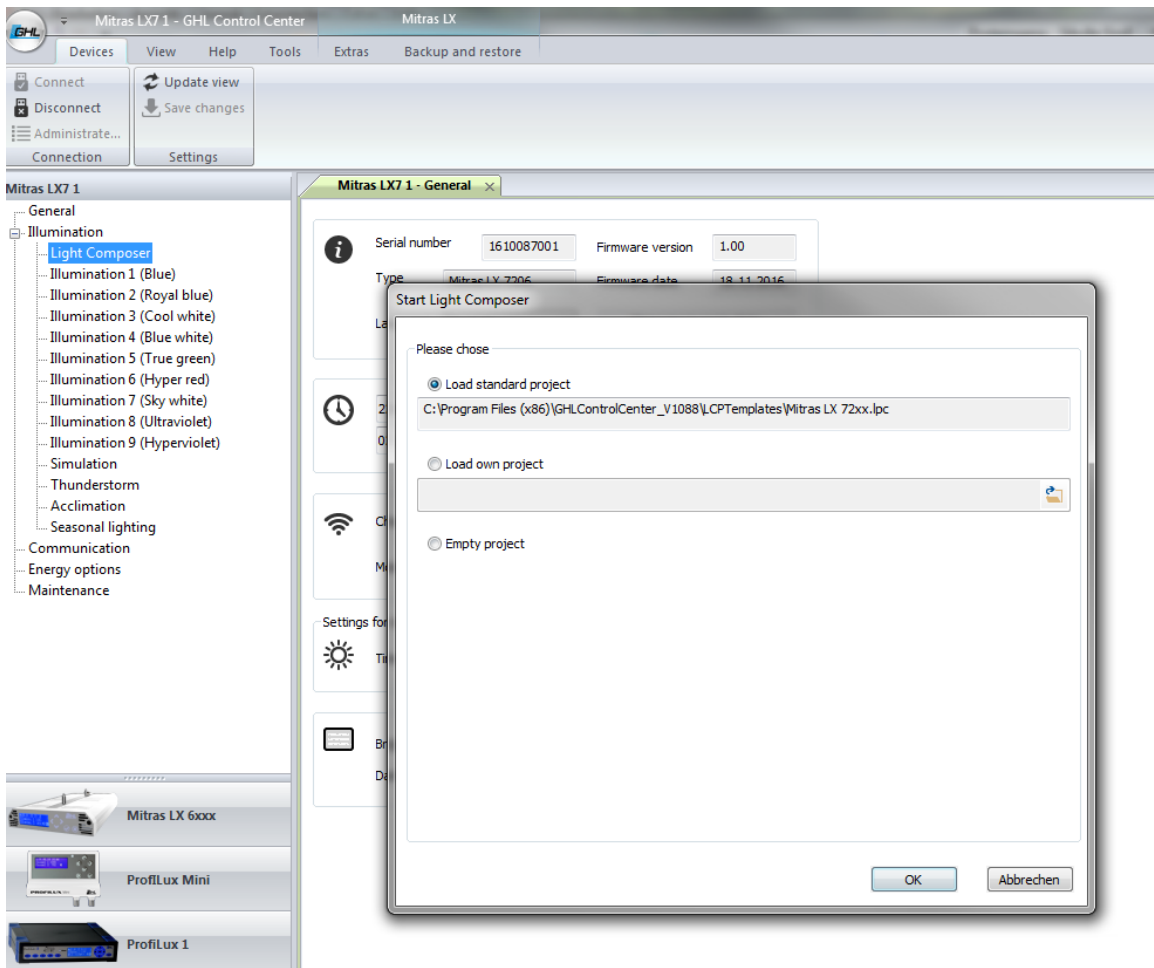 GHL
Mitras LX7 1 - GHL Control Center
Mitras LX
Devices
View
Help
Tools
Extras
Backup and restore
Connect
Disconnect
Administrate...
Connection
Update view
Save changes
Settings
Mitras LX7 1
General
Illumination
Light Composer
Illumination 1 (Blue)
Illumination 2 (Royal blue)
Illumination 3 (Cool white)
Illumination 4 (Blue white)
Illumination 5 (True green)
Illumination 6 (Hyper red)
Illumination 7 (Sky white)
Illumination 8 (Ultraviolet)
Illumination 9 (Hyperviolet)
Simulation
Thunderstorm
Acclimation
Seasonal lighting
Communication
Energy options
Maintenance
Mitras LX 6xxx
ProfILux Mini
ProfiLux 1
Mitras LX7 1 - General
Serial number 1610087001 Firmware version 1.00
Type Mitras LX 7206 Firmware date 18.11.2016
Settings for
Start Light Composer
Please chose
Load standard project
C:\Program Files (x86)\GHLControlCenter_V1088\LCPTemplates\Mitras LX 72xx.lpc
Load own project
Empty project
OK
Abbrechen